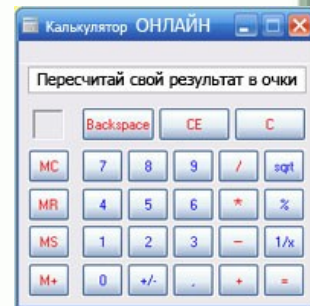 Калькулятор ОНЛАЙН
Пересчитай свой результат в очки
Backspace CE C
MC 7 8 9 / sqrt
MR 4 5 6 * %
MS 1 2 3 - 1/x
M+ 0 +/- . + =